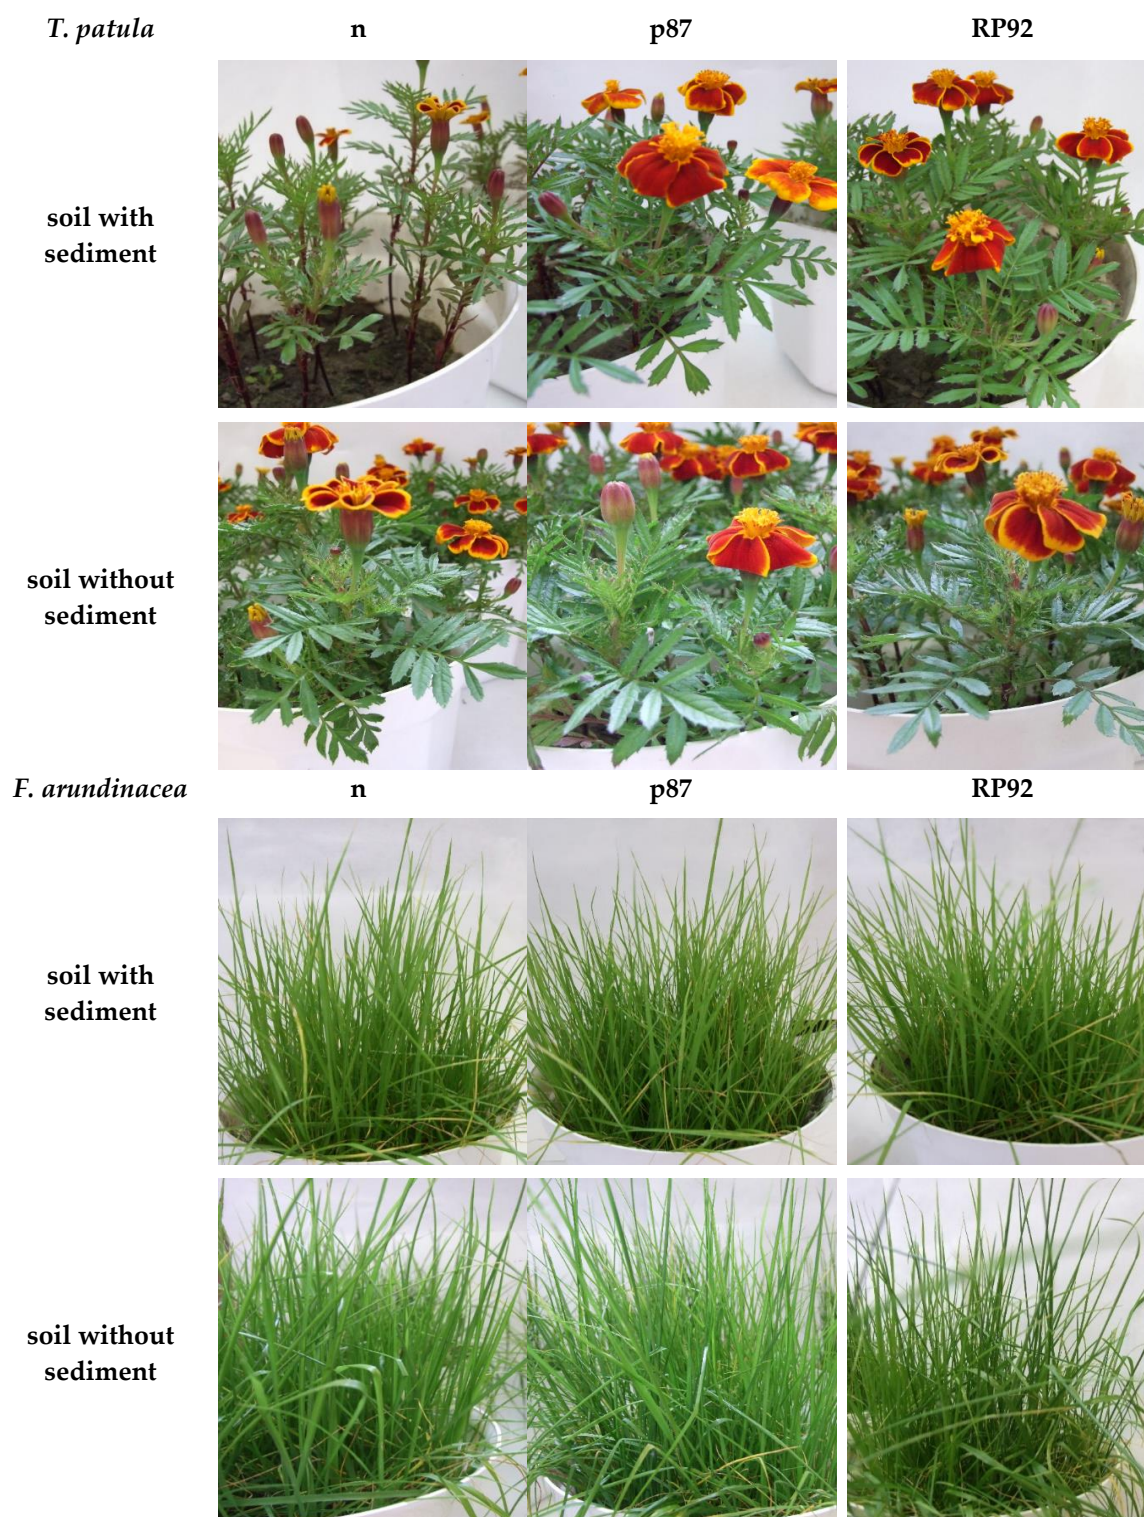 T. patula n p87 RP92
soil with
sediment
soil without
sediment
F. arundinacea n p87 RP92
soil with
sediment
soil without
sediment